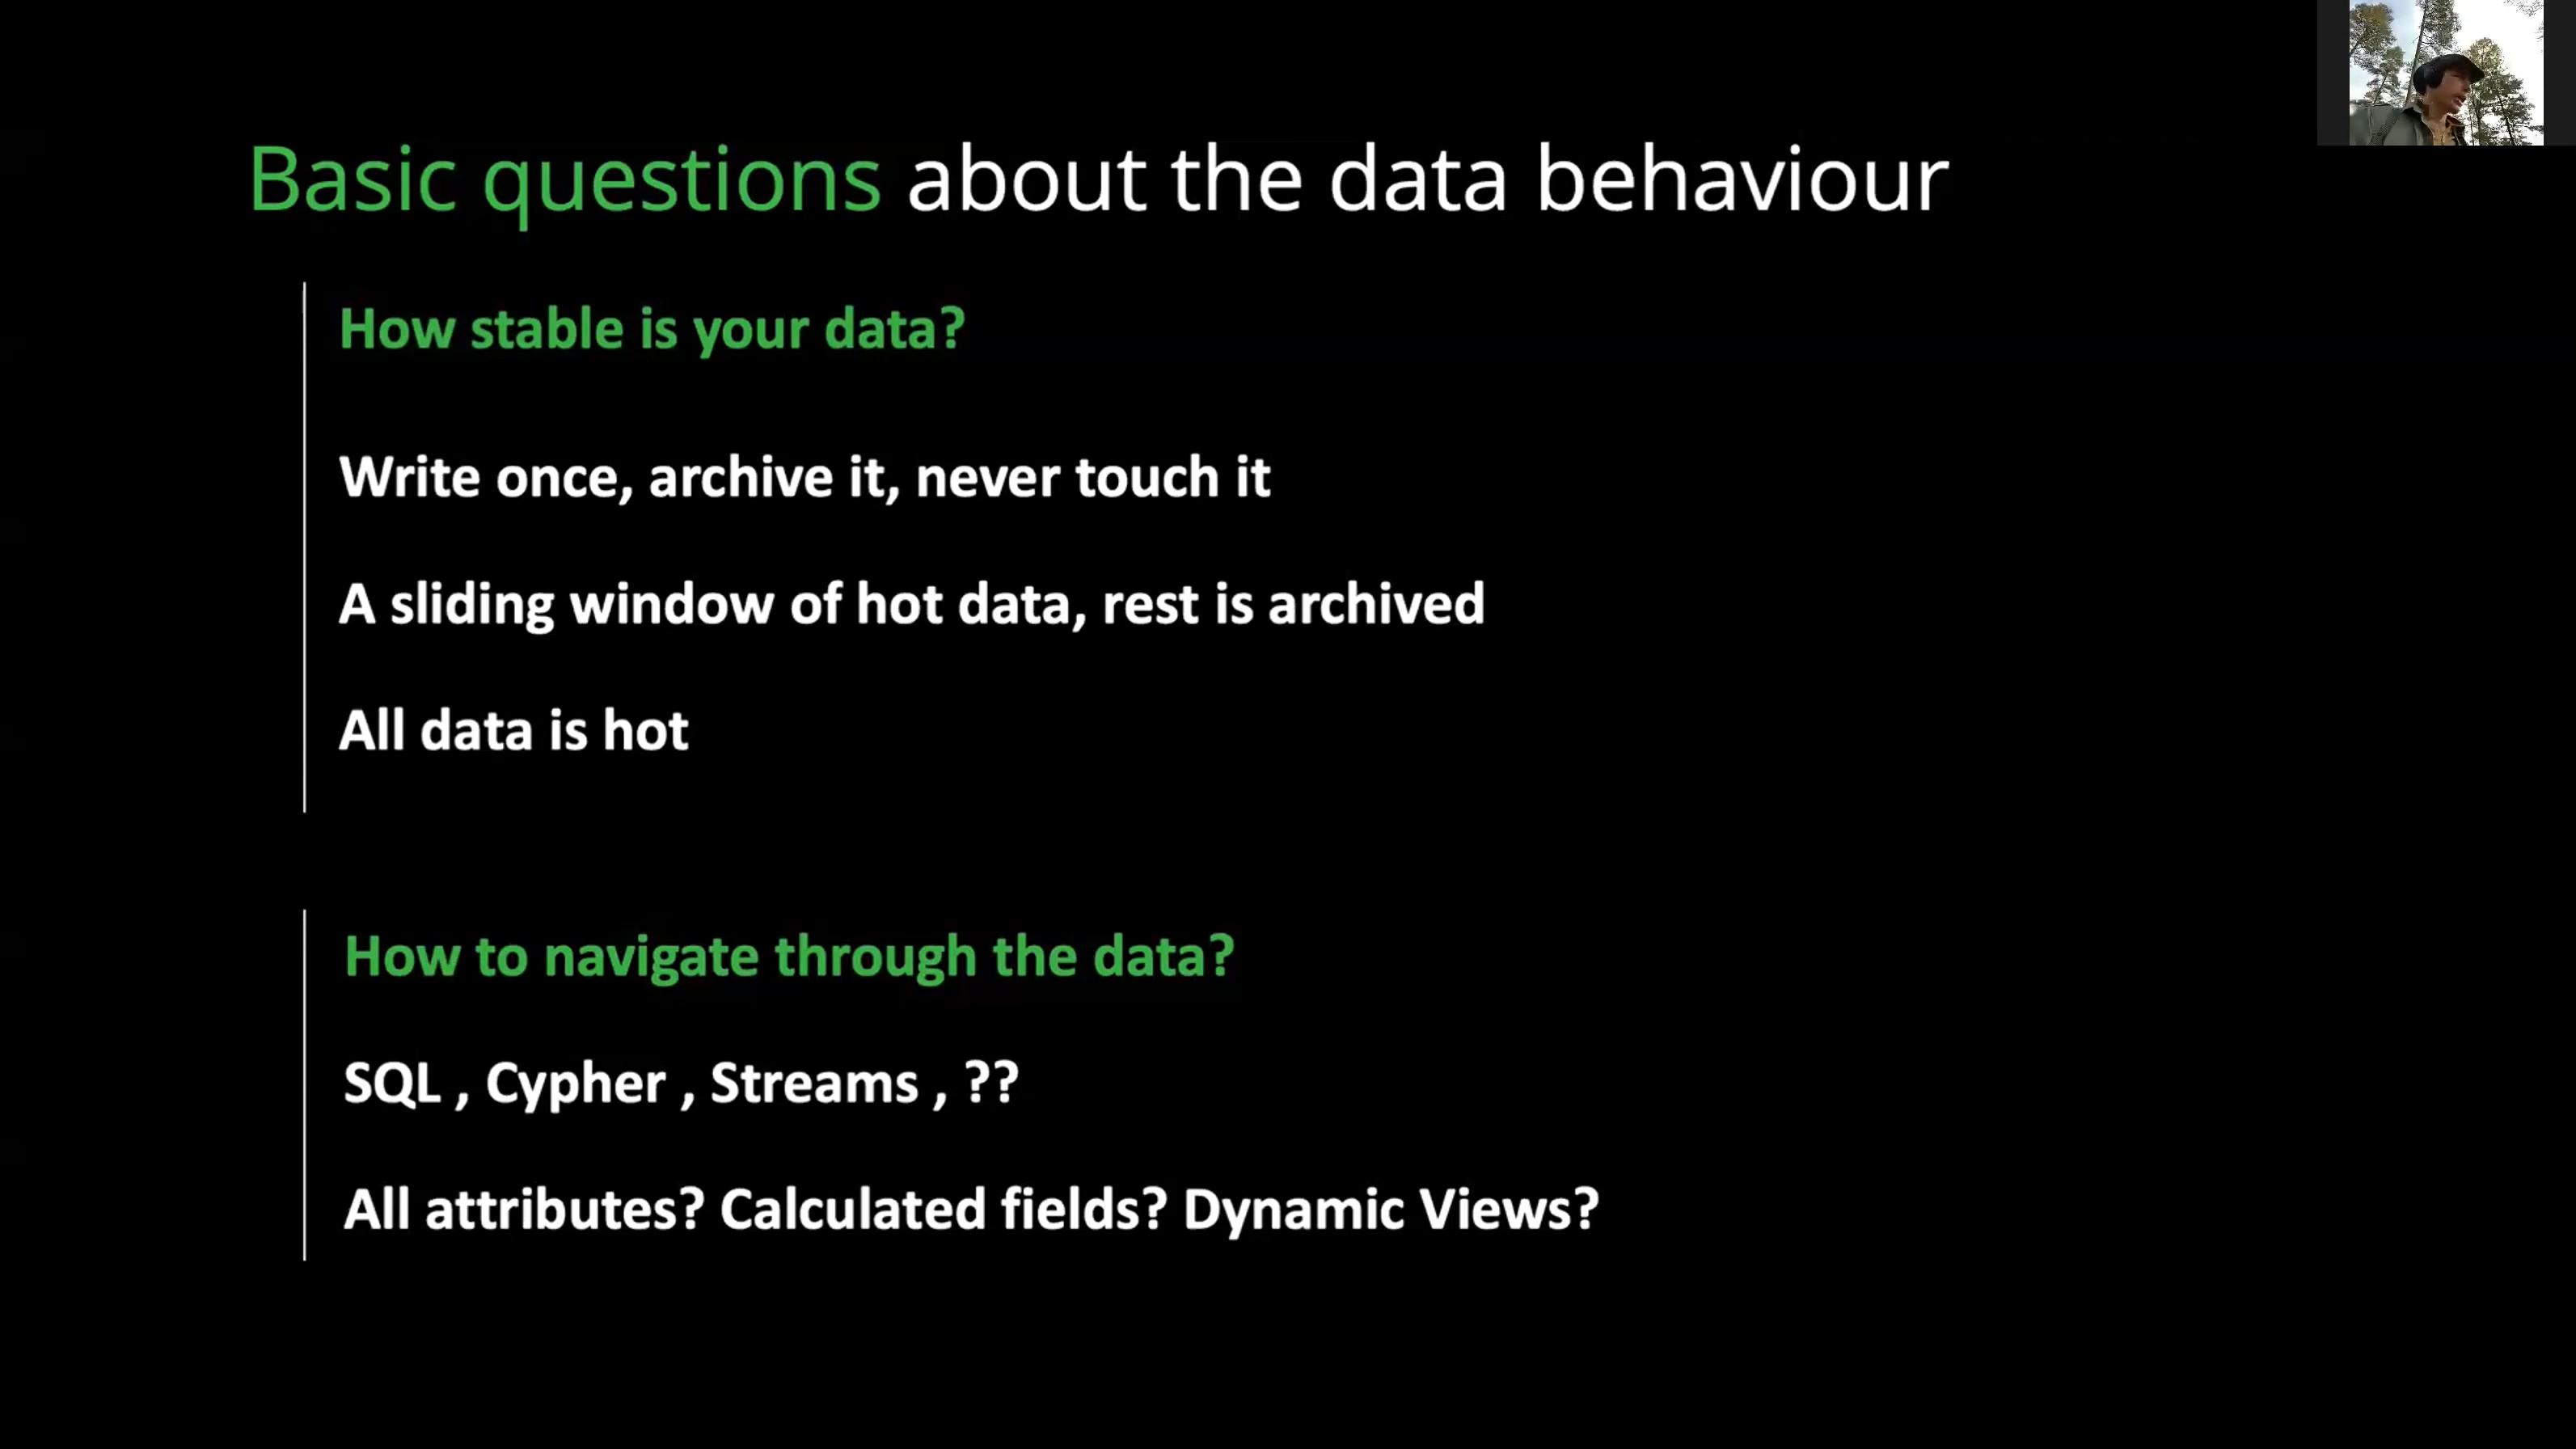 Basic questions about the data behaviour
How stable is your data?
Write once, archive it, never touch it
A sliding window of hot data, rest is archived
All data is hot
How to navigate through the data?
SQL , Cypher , Streams , ??
All attributes? Calculated fields? Dynamic Views?